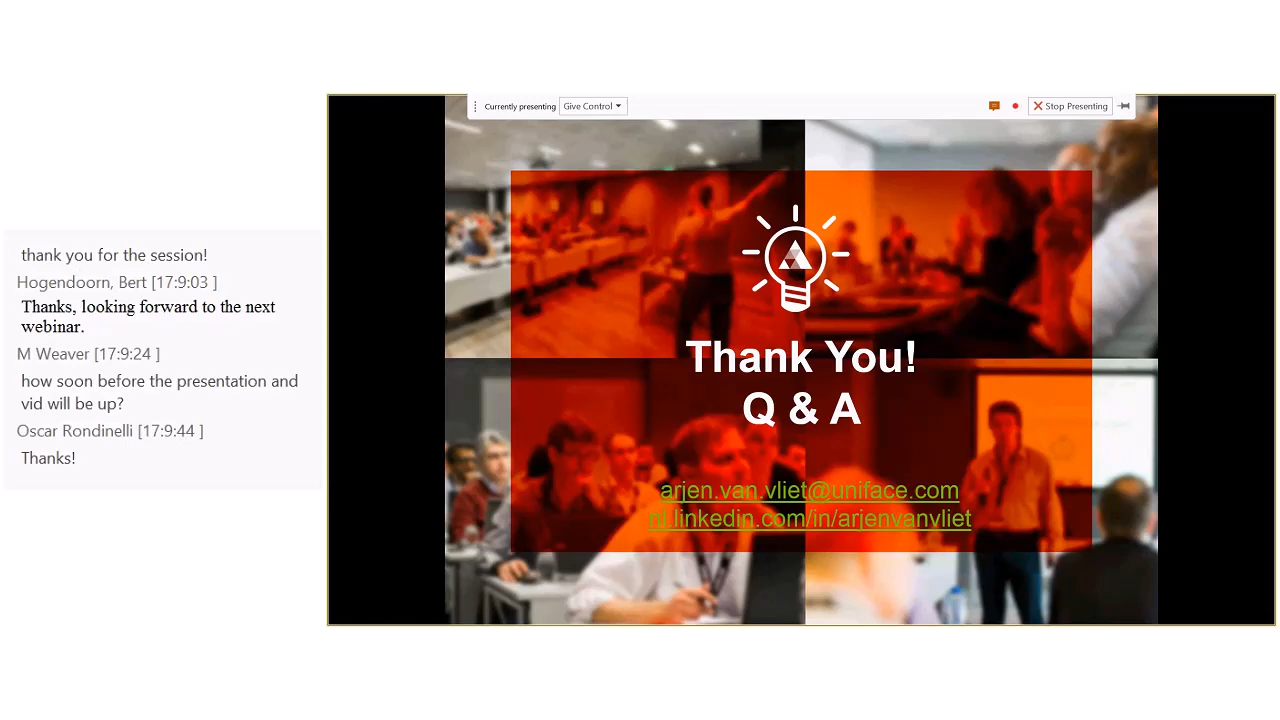 thank you for the session!
Hogendoorn, Bert [17:9:03 ]
Thanks, looking forward to the next
webinar.
M Weaver [17:9:24 ]
how soon before the presentation and
vid will be up?
Oscar Rondinelli [17:9:44 ]
Thanks!
Currently presenting Give Control Stop Presenting
Thank You!
Q & A
arjen.van.vliet@uniface.com
nl.linkedin.com/in/arjenvanvliet